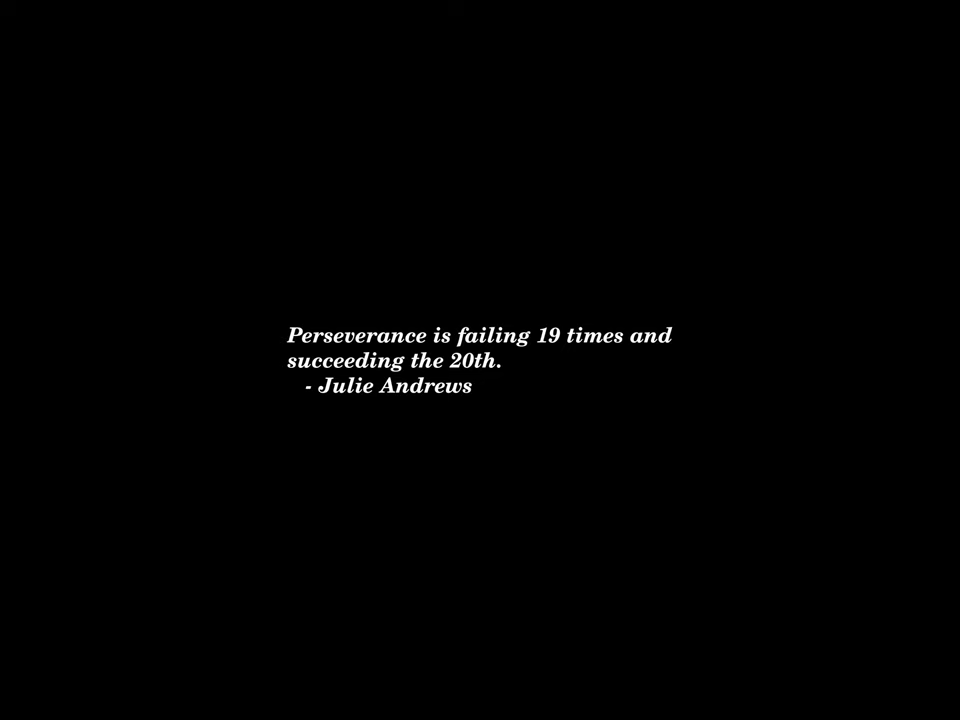 Perseverance is failing 19 times and
succeeding the 20th.
- Julie Andrews